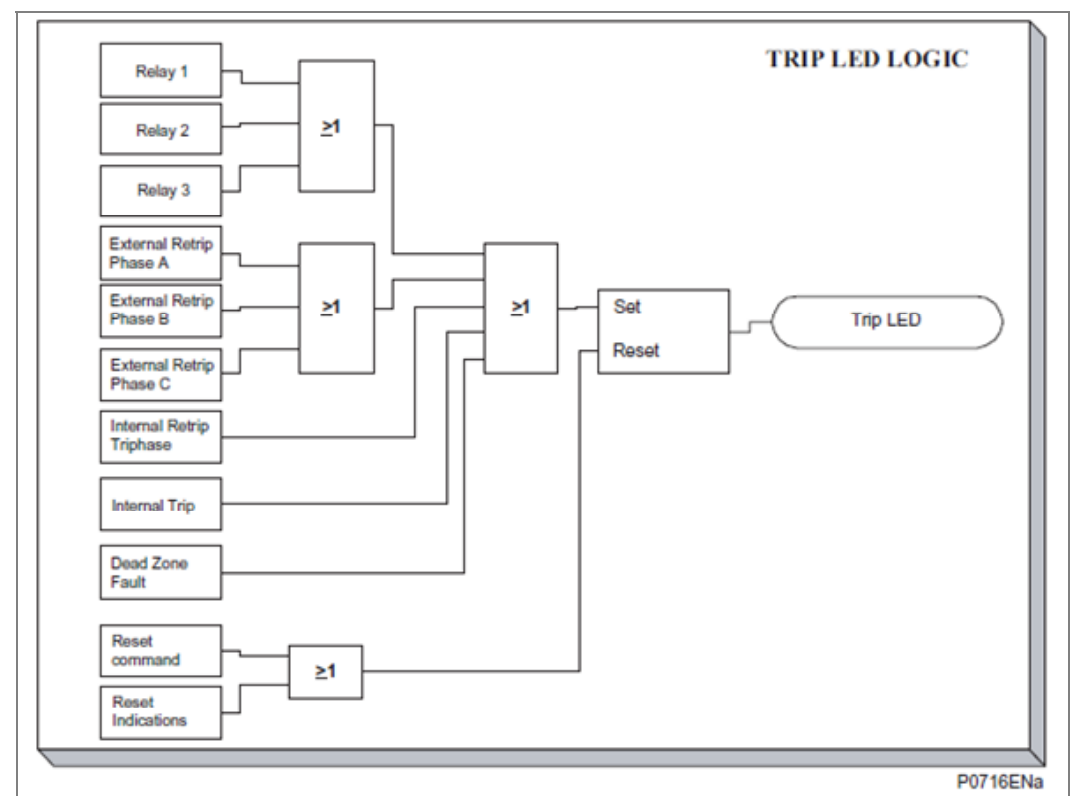 TRIP LED LOGIC
Relay 1
Relay 2
Relay 3
≥1
External Retrip
Phase A
External Retrip
Phase B
External Retrip
Phase C
≥1
Internal Retrip
Triphase
Internal Trip
Dead Zone
Fault
≥1
Set
Reset
Trip LED
Reset
command
Reset
Indications
≥1
P0716ENa